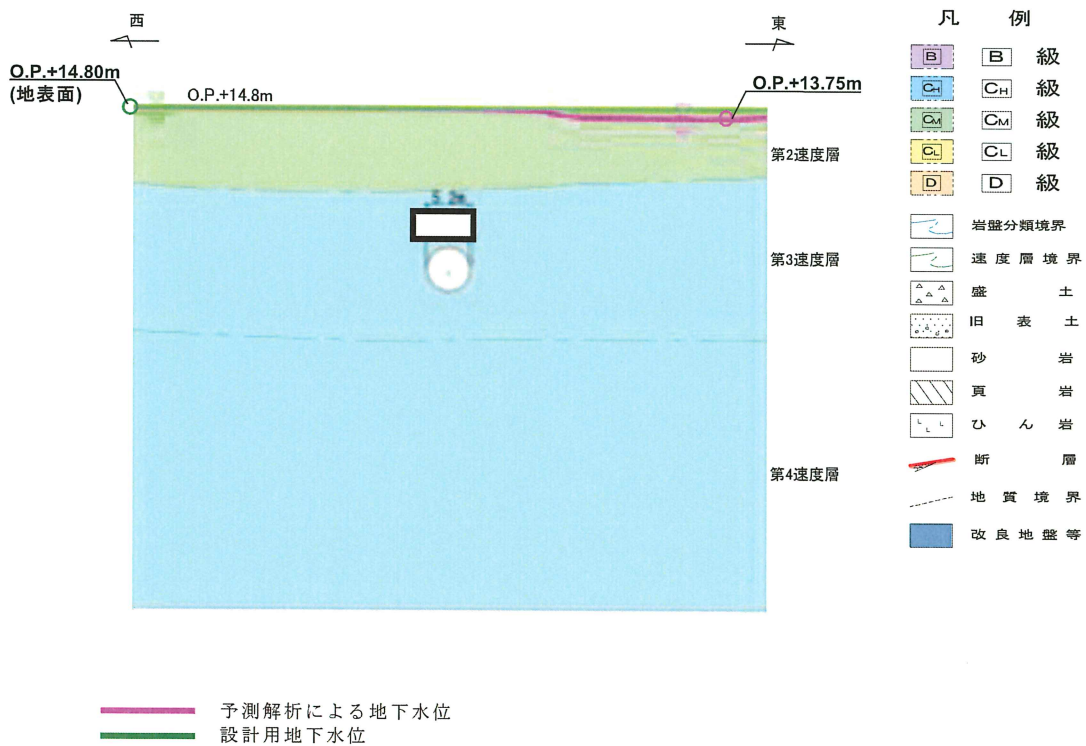 西
東
O.P.+14.80m
(地表面)
O.P.+14.8m
O.P.+13.75m
第2速度層
第3速度層
第4速度層
凡 例
B B 級
CH CH 級
CM CM 級
CL CL 級
D D 級
岩盤分類境界
速度層境界
盛土
旧表土
砂岩
頁岩
ひん岩
断層
地質境界
改良地盤等
予測解析による地下水位
設計用地下水位